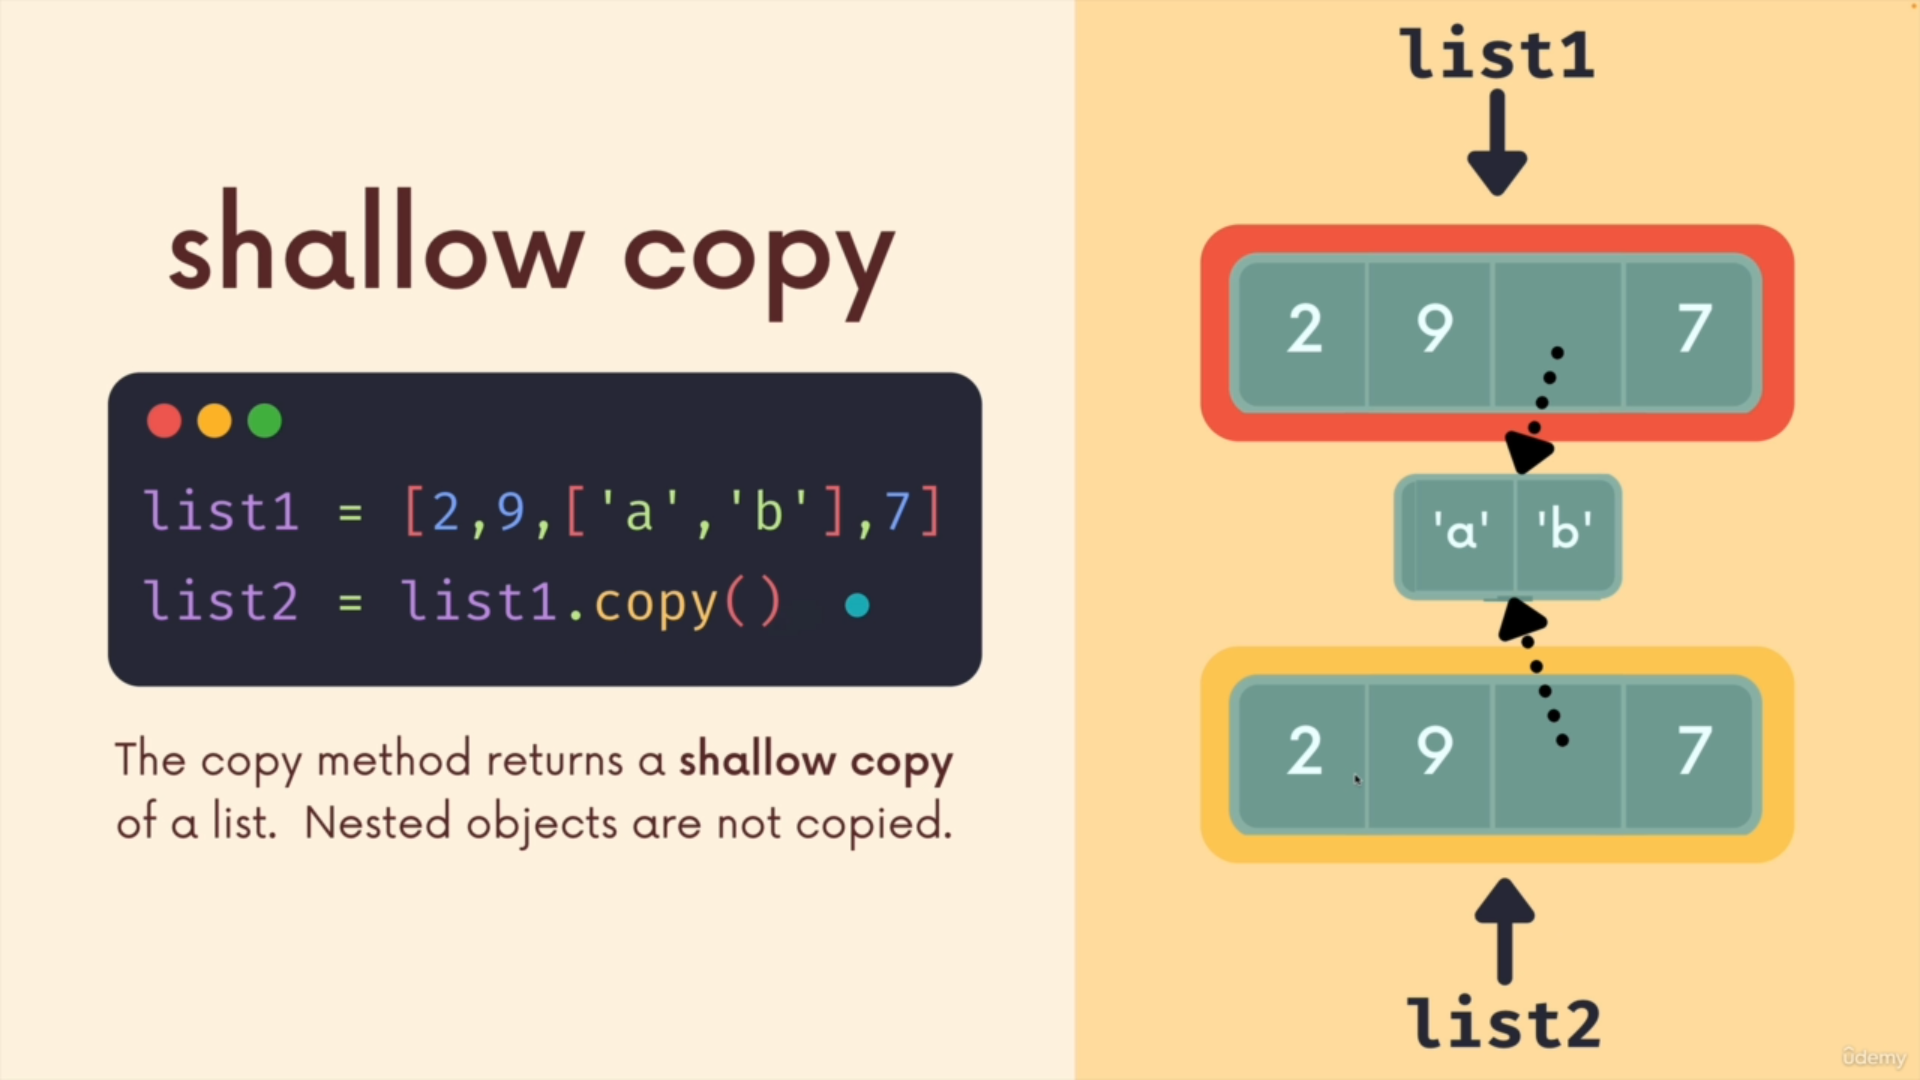 shallow copy
list1 = [2,9,['a','b'],7]
list2 = list1.copy()
The copy method returns a shallow copy
of a list. Nested objects are not copied.
list1
2 9 7
'a' 'b'
2 9 7
list2
ûdemy